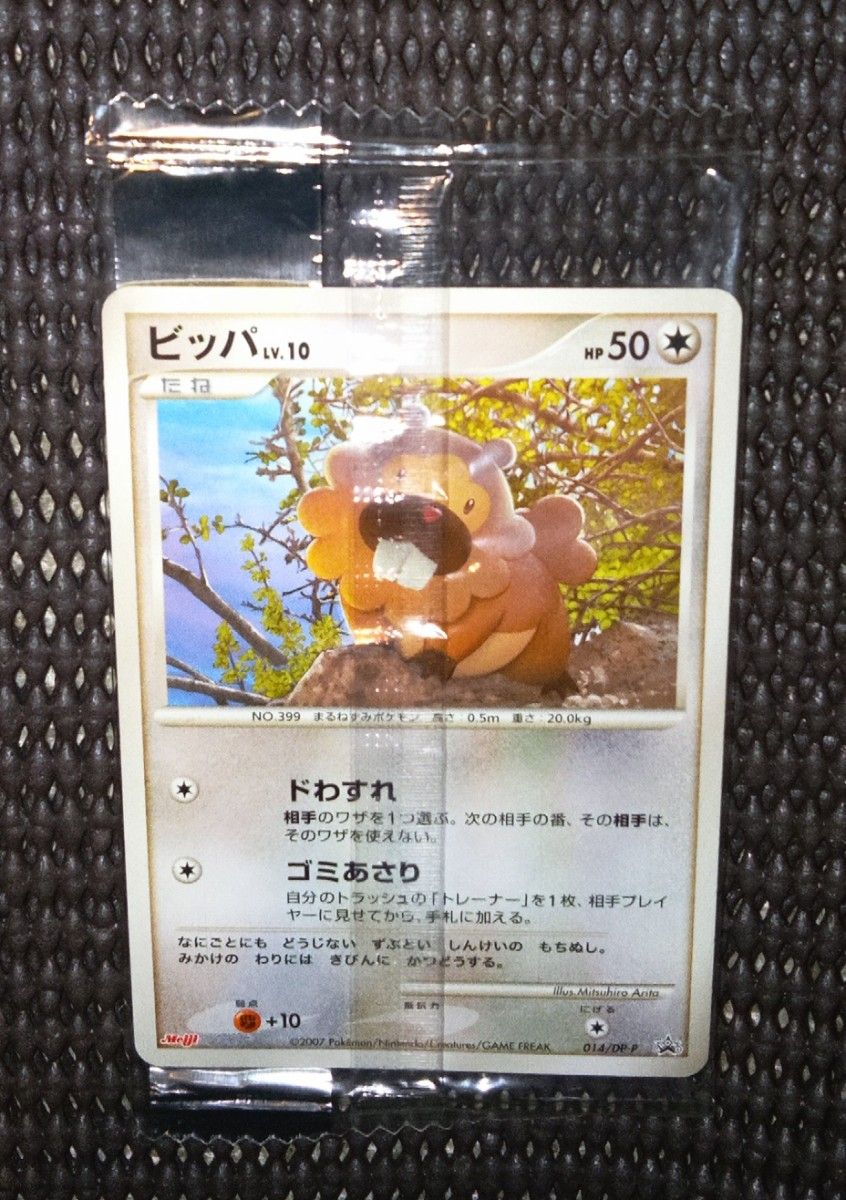 ビッパ LV.10 HP 50
たね
NO.399 まるねずみポケモン 高さ:0.5m 重さ:20.0kg
ドわすれ
相手のワザを1つ選ぶ。次の相手の番、その相手は、
そのワザを使えない。
ゴミあさり
自分のトラッシュの「トレーナー」を1枚、相手プレイ
ヤーに見せてから、手札に加える。
なにごとにも どうじない ずぶとい しんけいの もちぬし。
みかけの わりには きびんに かつどうする。
Illus.Mitsuhiro Arita
弱点 抵抗力 にげる
+10
Meiji ©2007 Pokémon/Nintendo/Creatures/GAME FREAK 014/DP-P